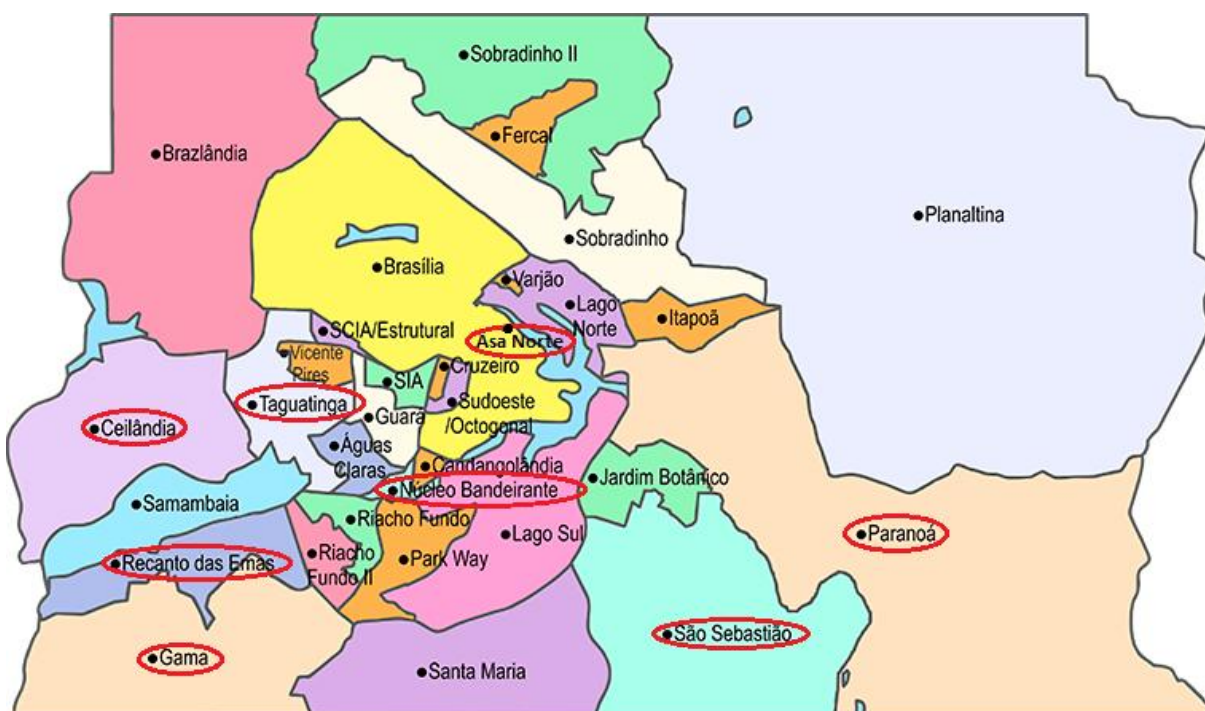 Sobradinho II
Fercal
Brazlândia
Planaltina
Sobradinho
Brasília
Varjão
Lago
Norte
Itapoã
SCIA/Estrutural
Asa Norte
Vicente
Pires
Cruzeiro
SIA
Taguatinga
Sudoeste
/Octogonal
Guará
Ceilândia
Águas
Claras
Candangolândia
Jardim Botânico
Núcleo Bandeirante
Samambaia
Riacho Fundo
Lago Sul
Paranoá
Recanto das Emas
Riacho
Fundo II
Park Way
São Sebastião
Gama
Santa Maria